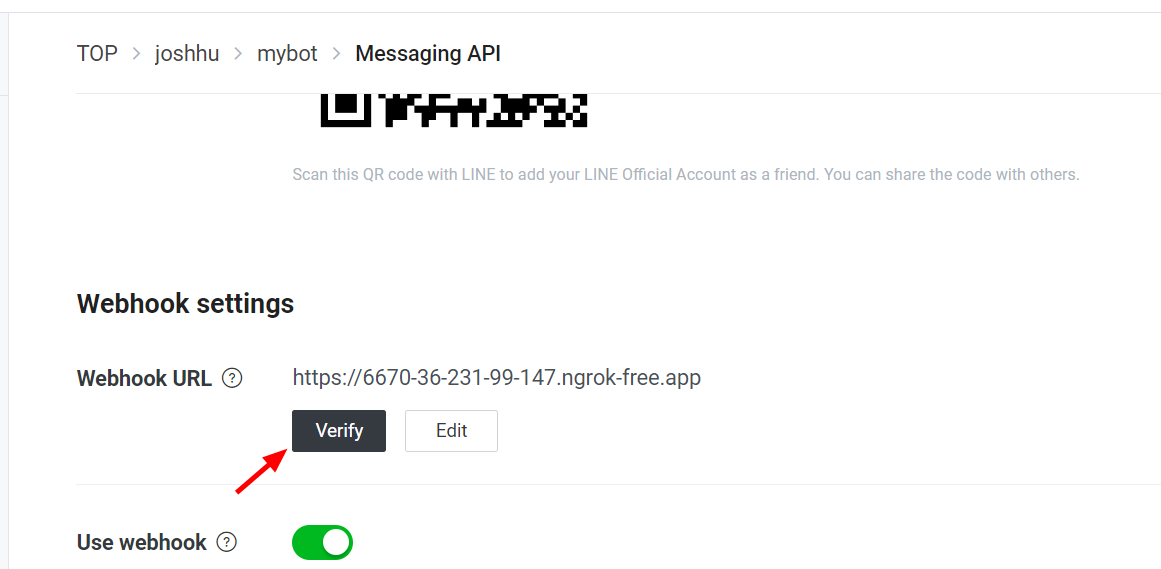 TOP > joshhu > mybot > Messaging API
Scan this QR code with LINE to add your LINE Official Account as a friend. You can share the code with others.
Webhook settings
Webhook URL ? https://6670-36-231-99-147.ngrok-free.app
Verify Edit
Use webhook ?